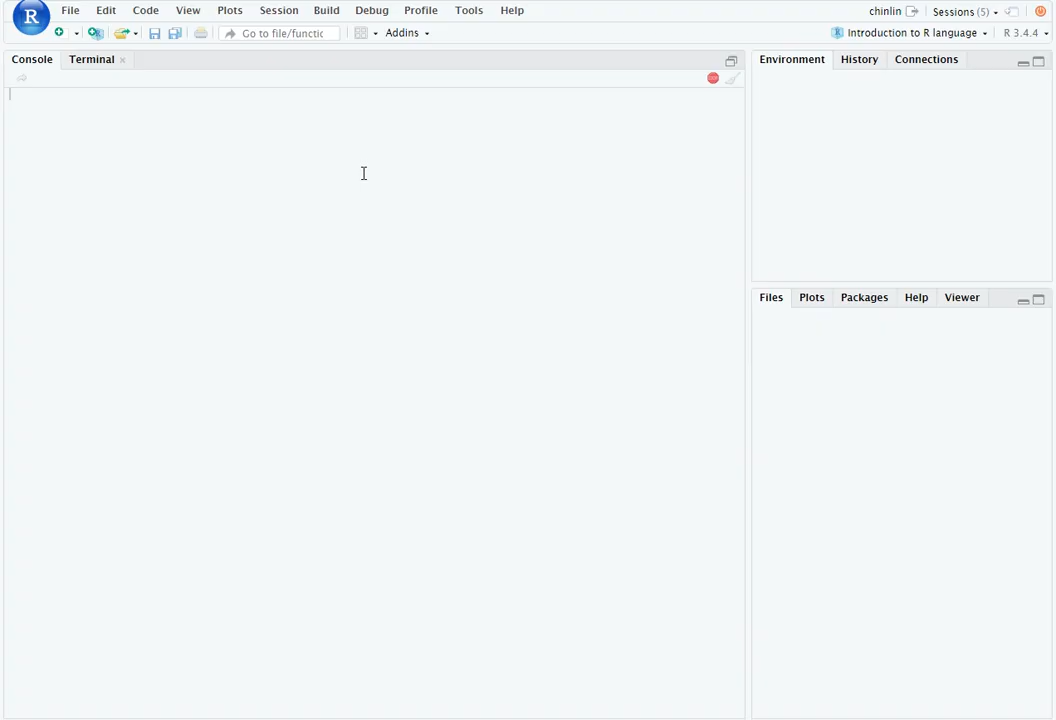 R File Edit Code View Plots Session Build Debug Profile Tools Help chinlin Sessions (5)
Go to file/functic Addins R Introduction to R language R 3.4.4
Console Terminal
Environment History Connections
Files Plots Packages Help Viewer